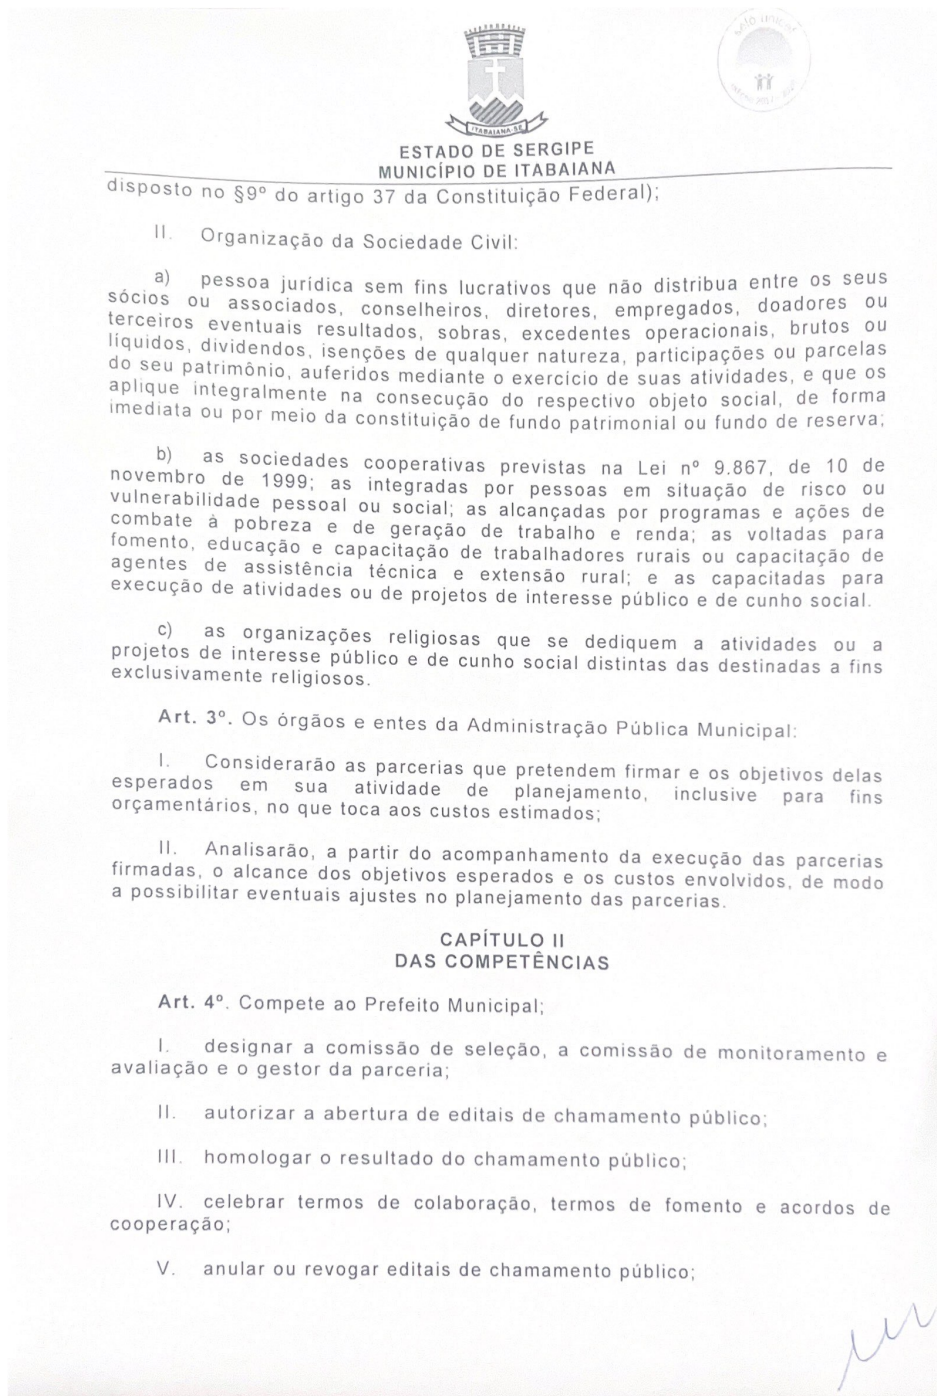 ITABAIANA-SE
ESTADO DE SERGIPE
MUNICÍPIO DE ITABAIANA
disposto no §9º do artigo 37 da Constituição Federal);
II. Organização da Sociedade Civil:
a) pessoa jurídica sem fins lucrativos que não distribua entre os seus
sócios ou associados, conselheiros, diretores, empregados, doadores ou
terceiros eventuais resultados, sobras, excedentes operacionais, brutos ou
líquidos, dividendos, isenções de qualquer natureza, participações ou parcelas
do seu patrimônio, auferidos mediante o exercício de suas atividades, e que os
aplique integralmente na consecução do respectivo objeto social, de forma
imediata ou por meio da constituição de fundo patrimonial ou fundo de reserva;
b) as sociedades cooperativas previstas na Lei nº 9.867, de 10 de
novembro de 1999; as integradas por pessoas em situação de risco ou
vulnerabilidade pessoal ou social; as alcançadas por programas e ações de
combate à pobreza e de geração de trabalho e renda; as voltadas para
fomento, educação e capacitação de trabalhadores rurais ou capacitação de
agentes de assistência técnica e extensão rural; e as capacitadas para
execução de atividades ou de projetos de interesse público e de cunho social.
c) as organizações religiosas que se dediquem a atividades ou a
projetos de interesse público e de cunho social distintas das destinadas a fins
exclusivamente religiosos.
Art. 3º. Os órgãos e entes da Administração Pública Municipal:
I. Considerarão as parcerias que pretendem firmar e os objetivos delas
esperados em sua atividade de planejamento, inclusive para fins
orçamentários, no que toca aos custos estimados;
II. Analisarão, a partir do acompanhamento da execução das parcerias
firmadas, o alcance dos objetivos esperados e os custos envolvidos, de modo
a possibilitar eventuais ajustes no planejamento das parcerias.
CAPÍTULO II
DAS COMPETÊNCIAS
Art. 4º. Compete ao Prefeito Municipal;
I. designar a comissão de seleção, a comissão de monitoramento e
avaliação e o gestor da parceria;
II. autorizar a abertura de editais de chamamento público;
III. homologar o resultado do chamamento público;
IV. celebrar termos de colaboração, termos de fomento e acordos de
cooperação;
V. anular ou revogar editais de chamamento público;